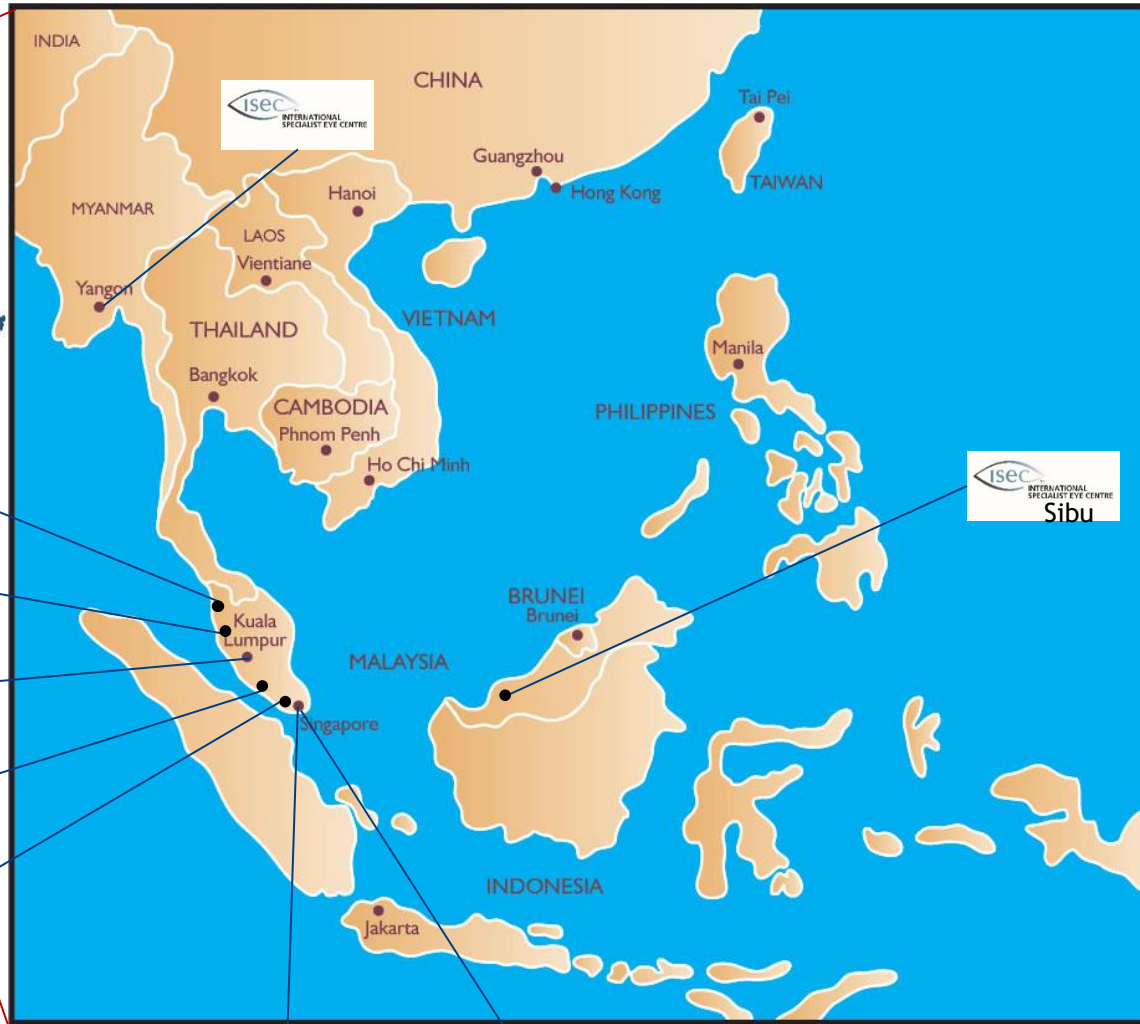 INDIA
CHINA
isec
INTERNATIONAL
SPECIALIST EYE CENTRE
Tai Pei
TAIWAN
Guangzhou
Hong Kong
Hanoi
MYANMAR
LAOS
Vientiane
Yangon
THAILAND
VIETNAM
Bangkok
Manila
CAMBODIA
PHILIPPINES
Phnom Penh
Ho Chi Minh
isec
INTERNATIONAL
SPECIALIST EYE CENTRE
Sibu
BRUNEI
Brunei
Kuala
Lumpur
MALAYSIA
Singapore
INDONESIA
Jakarta